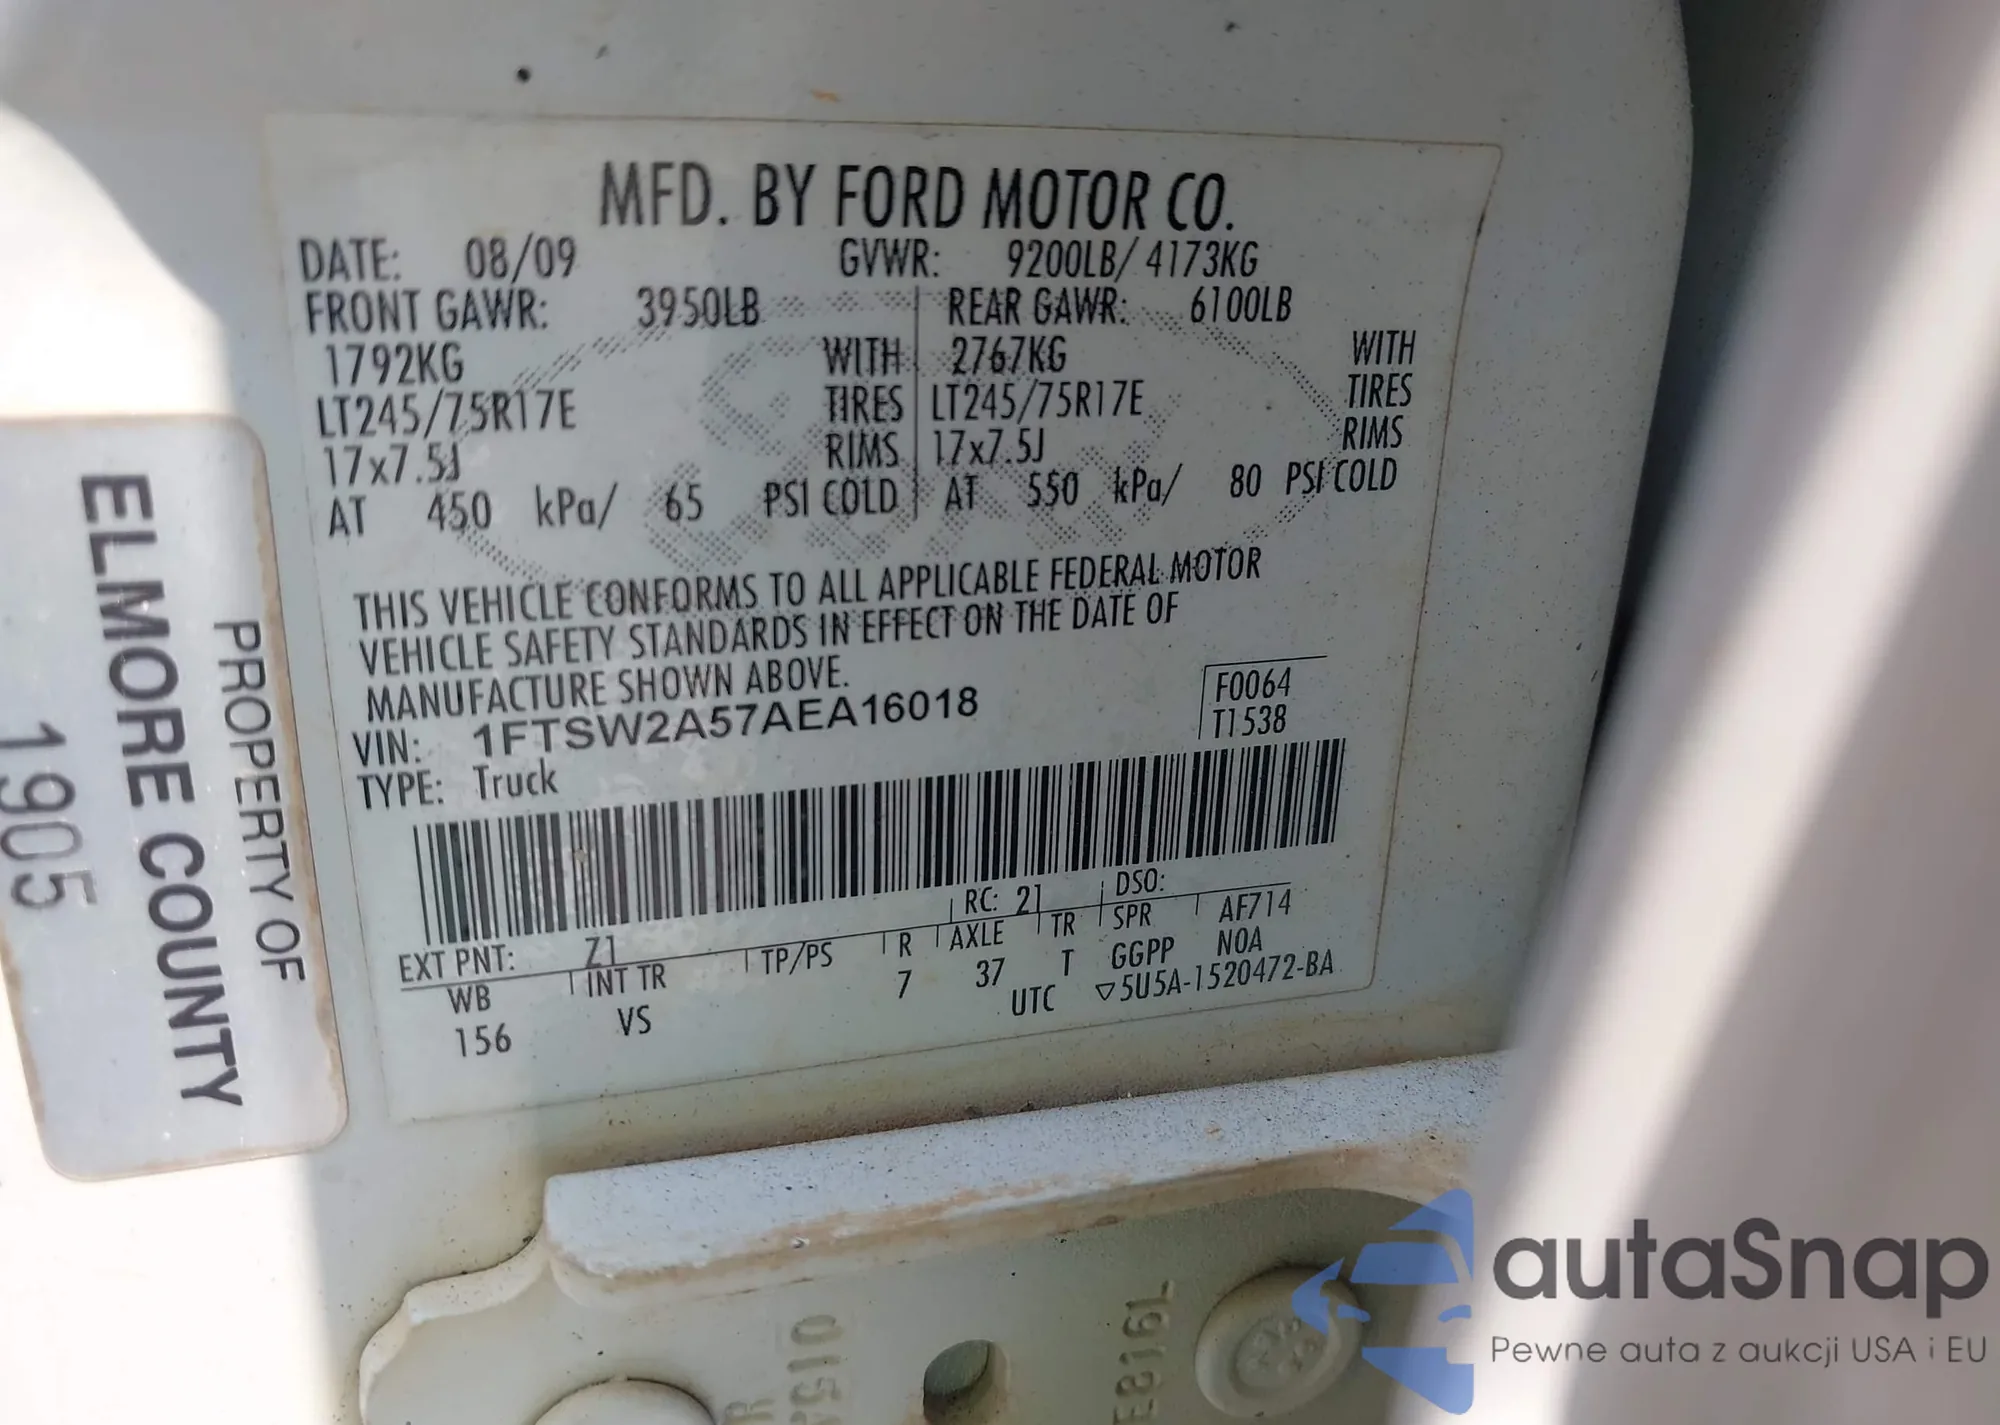 MFD. BY FORD MOTOR CO.
DATE: 08/09 GVWR: 9200LB/ 4173KG
FRONT GAWR: 3950LB REAR GAWR: 6100LB
1792KG WITH 2767KG WITH
LT245/75R17E TIRES LT245/75R17E TIRES
17x7.5J RIMS 17x7.5J RIMS
AT 450 kPa/ 65 PSI COLD AT 550 kPa/ 80 PSI COLD
THIS VEHICLE CONFORMS TO ALL APPLICABLE FEDERAL MOTOR
VEHICLE SAFETY STANDARDS IN EFFECT ON THE DATE OF
MANUFACTURE SHOWN ABOVE.
VIN: 1FTSW2A57AEA16018
F0064
T1538
TYPE: Truck
EXT PNT: Z1 RC: 21 DSO:
WB INT TR TP/PS R AXLE TR SPR AF714
156 VS 7 37 T GGPP N0A
UTC ▽5U5A-1520472-BA
PROPERTY OF
ELMORE COUNTY
1905
E816L
autaSnap
Pewne auta z aukcji USA i EU